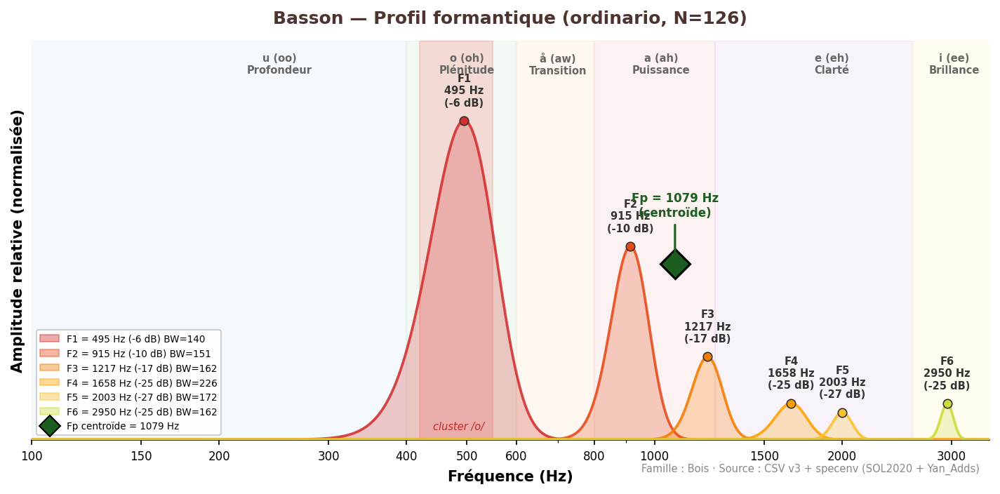 Basson — Profil formantique (ordinario, N=126)
u (oo)
Profondeur
o (oh)
Plénitude
å (aw)
Transition
a (ah)
Puissance
e (eh)
Clarté
i (ee)
Brillance
F1
495 Hz
(-6 dB)
Fp = 1079 Hz
(centroïde)
F2
915 Hz
(-10 dB)
F3
1217 Hz
(-17 dB)
F4
1658 Hz
(-25 dB)
F5
2003 Hz
(-27 dB)
F6
2950 Hz
(-25 dB)
Amplitude relative (normalisée)
F1 = 495 Hz (-6 dB) BW=140
F2 = 915 Hz (-10 dB) BW=151
F3 = 1217 Hz (-17 dB) BW=162
F4 = 1658 Hz (-25 dB) BW=226
F5 = 2003 Hz (-27 dB) BW=172
F6 = 2950 Hz (-25 dB) BW=162
Fp centroïde = 1079 Hz
cluster /o/
100 150 200 300 400 500 600 800 1000 1500 2000 3000
Fréquence (Hz)
Famille : Bois · Source : CSV v3 + specenv (SOL2020 + Yan_Adds)